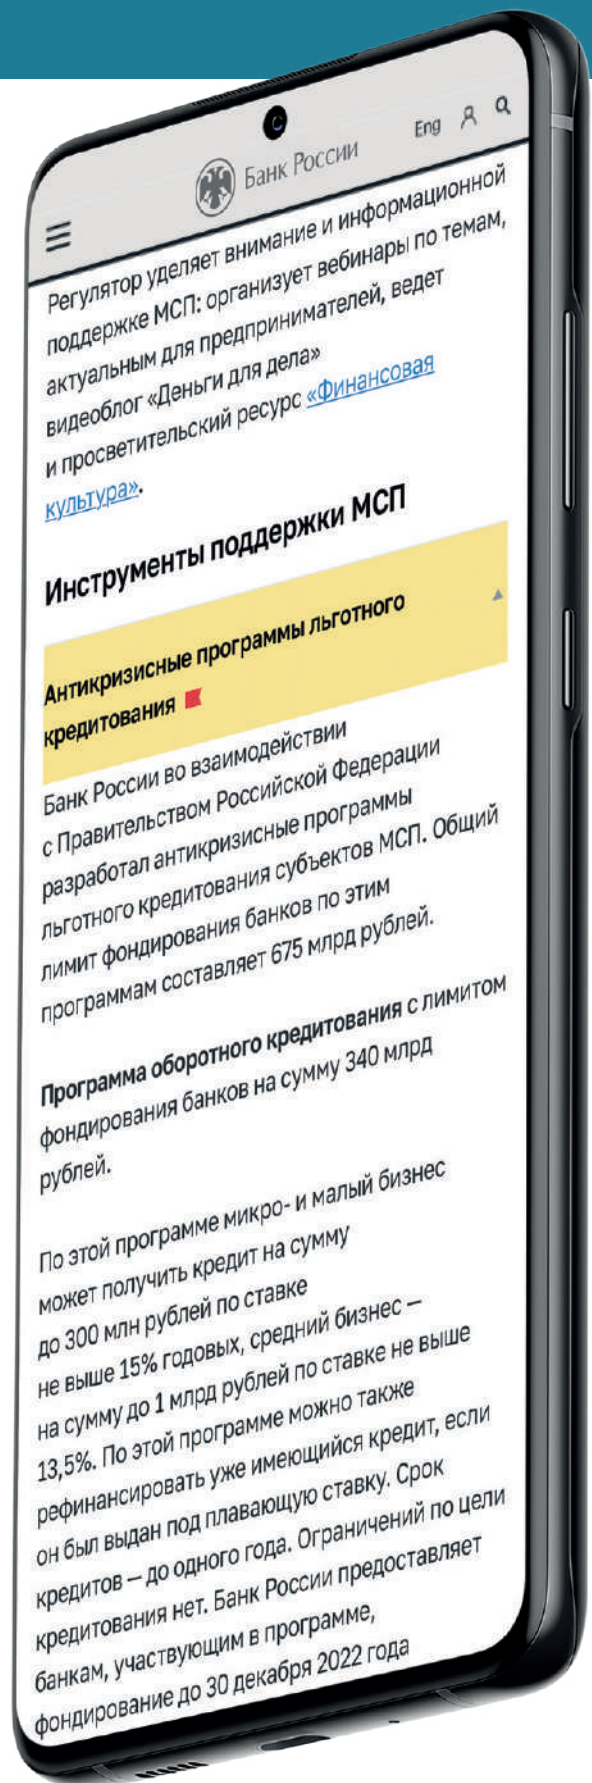 Eng
Банк России
Регулятор уделяет внимание и информационной
поддержке МСП: организует вебинары по темам,
актуальным для предпринимателей, ведет
видеоблог «Деньги для дела»
и просветительский ресурс «Финансовая
культура».
Инструменты поддержки МСП
Антикризисные программы льготного
кредитования
Банк России во взаимодействии
с Правительством Российской Федерации
разработал антикризисные программы
льготного кредитования субъектов МСП. Общий
лимит фондирования банков по этим
программам составляет 675 млрд рублей.
Программа оборотного кредитования с лимитом
фондирования банков на сумму 340 млрд
рублей.
По этой программе микро- и малый бизнес
может получить кредит на сумму
до 300 млн рублей по ставке
не выше 15% годовых, средний бизнес —
на сумму до 1 млрд рублей по ставке не выше
13,5%. По этой программе можно также
рефинансировать уже имеющийся кредит, если
он был выдан под плавающую ставку. Срок
кредитов — до одного года. Ограничений по цели
кредитования нет. Банк России предоставляет
банкам, участвующим в программе,
фондирование до 30 декабря 2022 года